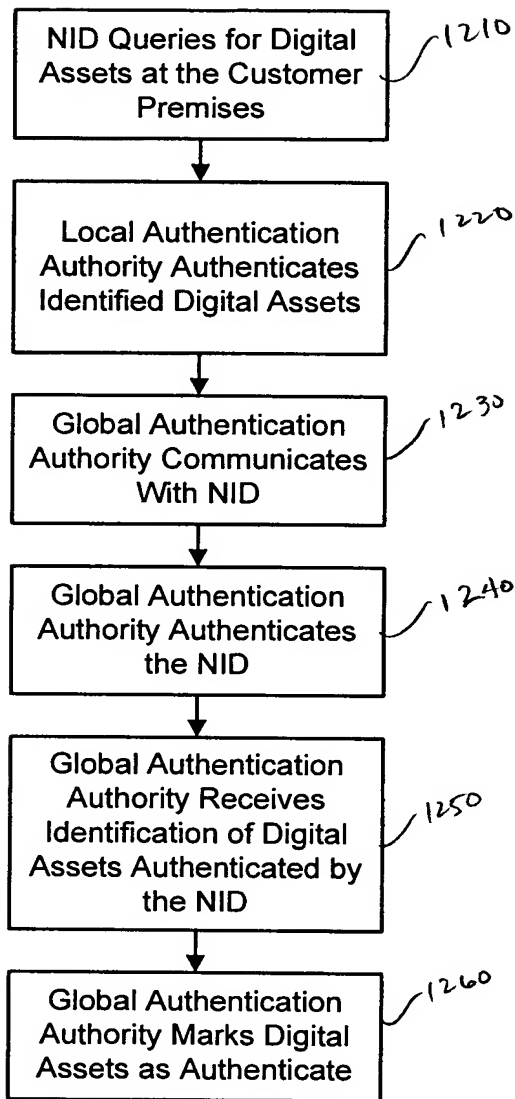 NID Queries for Digital
Assets at the Customer
Premises
1210
Local Authentication
Authority Authenticates
Identified Digital Assets
1220
Global Authentication
Authority Communicates
With NID
1230
Global Authentication
Authority Authenticates
the NID
1240
Global Authentication
Authority Receives
Identification of Digital
Assets Authenticated by
the NID
1250
Global Authentication
Authority Marks Digital
Assets as Authenticate
1260